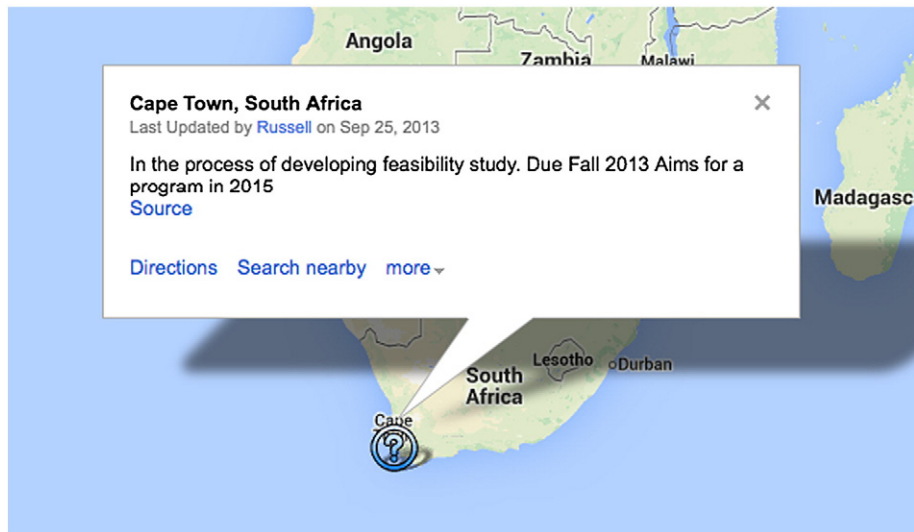 Angola
Zambia
Malawi
Cape Town, South Africa
Last Updated by Russell on Sep 25, 2013
In the process of developing feasibility study. Due Fall 2013 Aims for a
program in 2015
Source
Madagasc
Directions Search nearby more
Lesotho
Durban
South
Africa
Cape
?